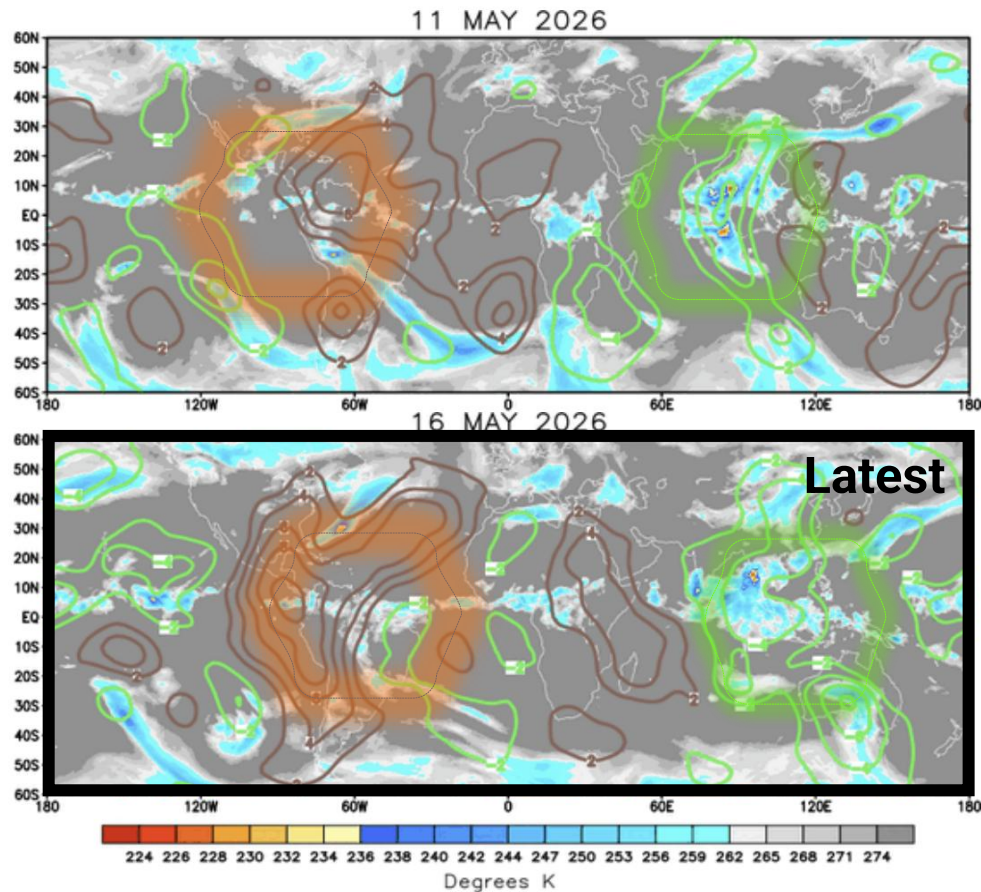 11 MAY 2026
60N
50N
40N
30N
20N
10N
EQ
10S
20S
30S
40S
50S
60S
180 120W 60W 0 60E 120E 180
16 MAY 2026
Latest
60N
50N
40N
30N
20N
10N
EQ
10S
20S
30S
40S
50S
60S
180 120W 60W 0 60E 120E 180
224 226 228 230 232 234 236 238 240 242 244 247 250 253 256 259 262 265 268 271 274
Degrees K